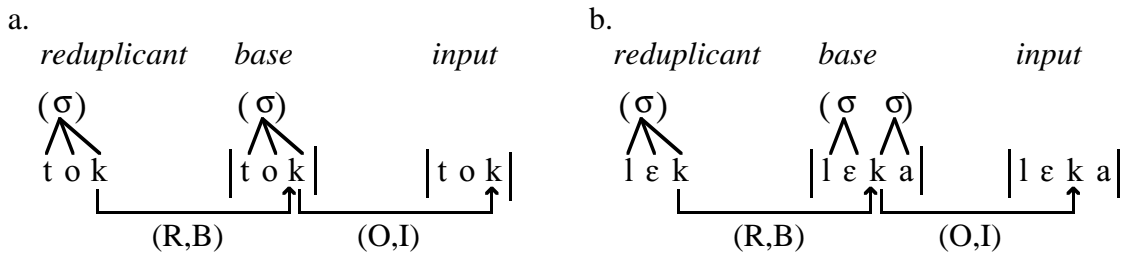 a.
reduplicant base input
(σ) (σ)
t o k |t o k| |t o k|
(R,B) (O,I)
b.
reduplicant base input
(σ) (σ σ)
l ɛ k |l ɛ k a| |l ɛ k a|
(R,B) (O,I)